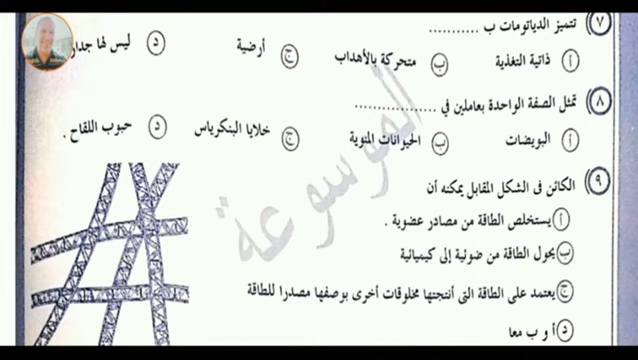 ٧ تتميز الدياتومات ب ...........
أ ذاتية التغذية ب متحركة بالأهداب ج أرضية د ليس لها جدار
٨ تمثل الصفة الواحدة بعاملين في .................
أ البويضات ب الحيوانات المنوية ج خلايا البنكرياس د حبوب اللقاح .
٩ الكائن فى الشكل المقابل يمكنه أن
أ يستخلص الطاقة من مصادر عضوية .
ب يحول الطاقة من ضوئية إلى كيميائية
ج يعتمد على الطاقة التى أنتجتها مخلوقات أخرى بوصفها مصدرا للطاقة
د أ و ب معا
الموسوعة